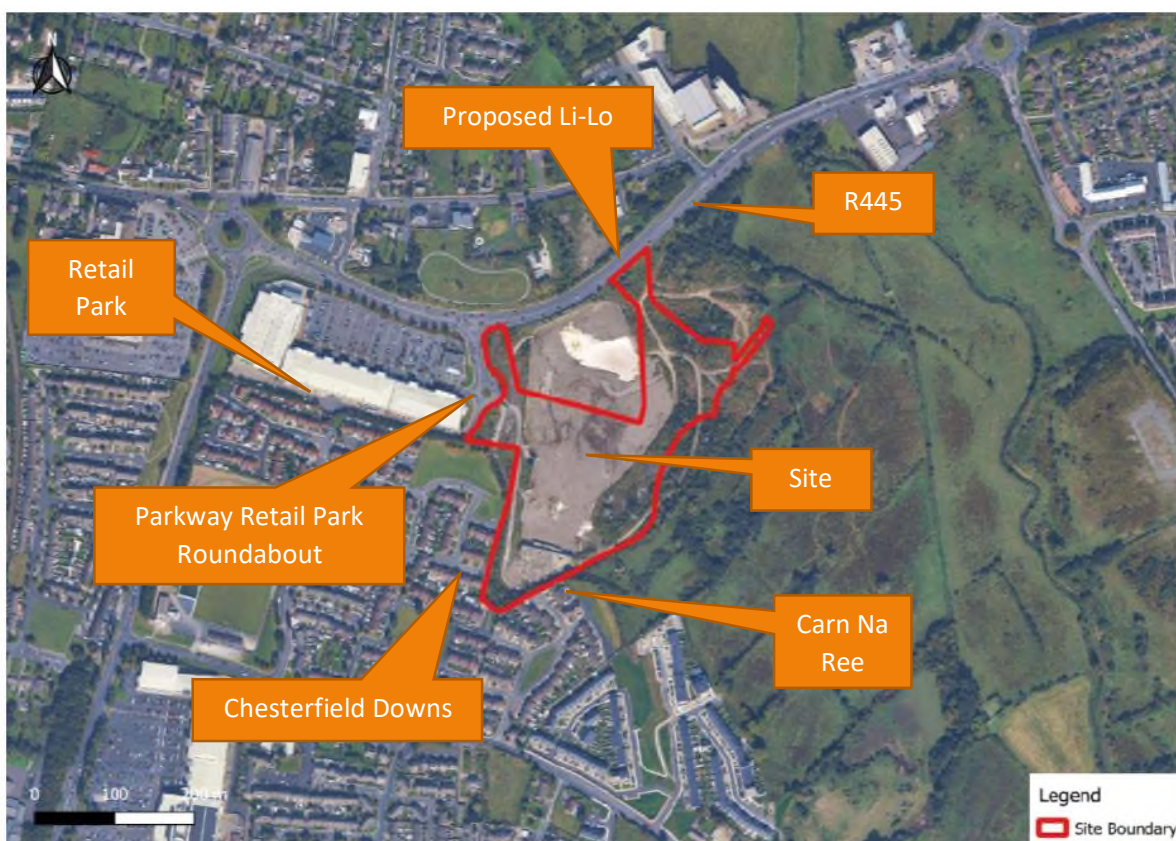 N
Proposed Li-Lo
R445
Retail
Park
Site
Parkway Retail Park
Roundabout
Carn Na
Ree
Chesterfield Downs
0 100 200 m
Legend
Site Boundary